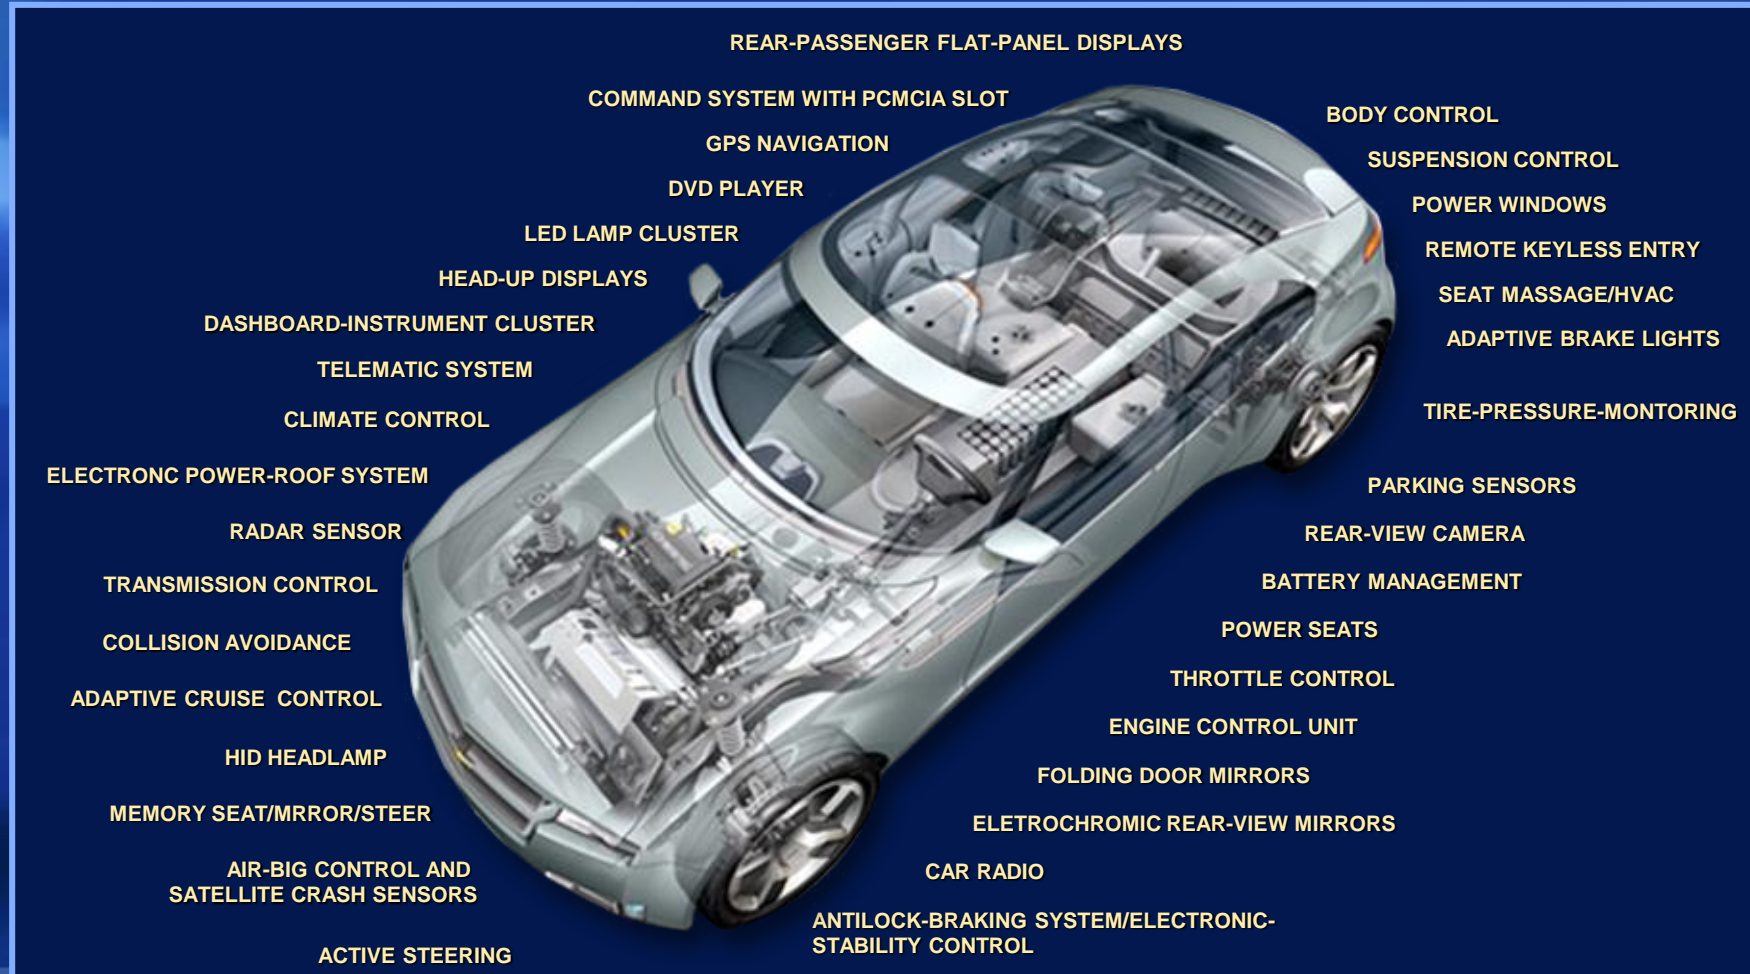 REAR-PASSENGER FLAT-PANEL DISPLAYS
COMMAND SYSTEM WITH PCMCIA SLOT
GPS NAVIGATION
DVD PLAYER
LED LAMP CLUSTER
HEAD-UP DISPLAYS
DASHBOARD-INSTRUMENT CLUSTER
TELEMATIC SYSTEM
CLIMATE CONTROL
ELECTRONC POWER-ROOF SYSTEM
RADAR SENSOR
TRANSMISSION CONTROL
COLLISION AVOIDANCE
ADAPTIVE CRUISE CONTROL
HID HEADLAMP
MEMORY SEAT/MRROR/STEER
AIR-BIG CONTROL AND
SATELLITE CRASH SENSORS
ACTIVE STEERING
BODY CONTROL
SUSPENSION CONTROL
POWER WINDOWS
REMOTE KEYLESS ENTRY
SEAT MASSAGE/HVAC
ADAPTIVE BRAKE LIGHTS
TIRE-PRESSURE-MONTORING
PARKING SENSORS
REAR-VIEW CAMERA
BATTERY MANAGEMENT
POWER SEATS
THROTTLE CONTROL
ENGINE CONTROL UNIT
FOLDING DOOR MIRRORS
ELETROCHROMIC REAR-VIEW MIRRORS
CAR RADIO
ANTILOCK-BRAKING SYSTEM/ELECTRONIC-
STABILITY CONTROL